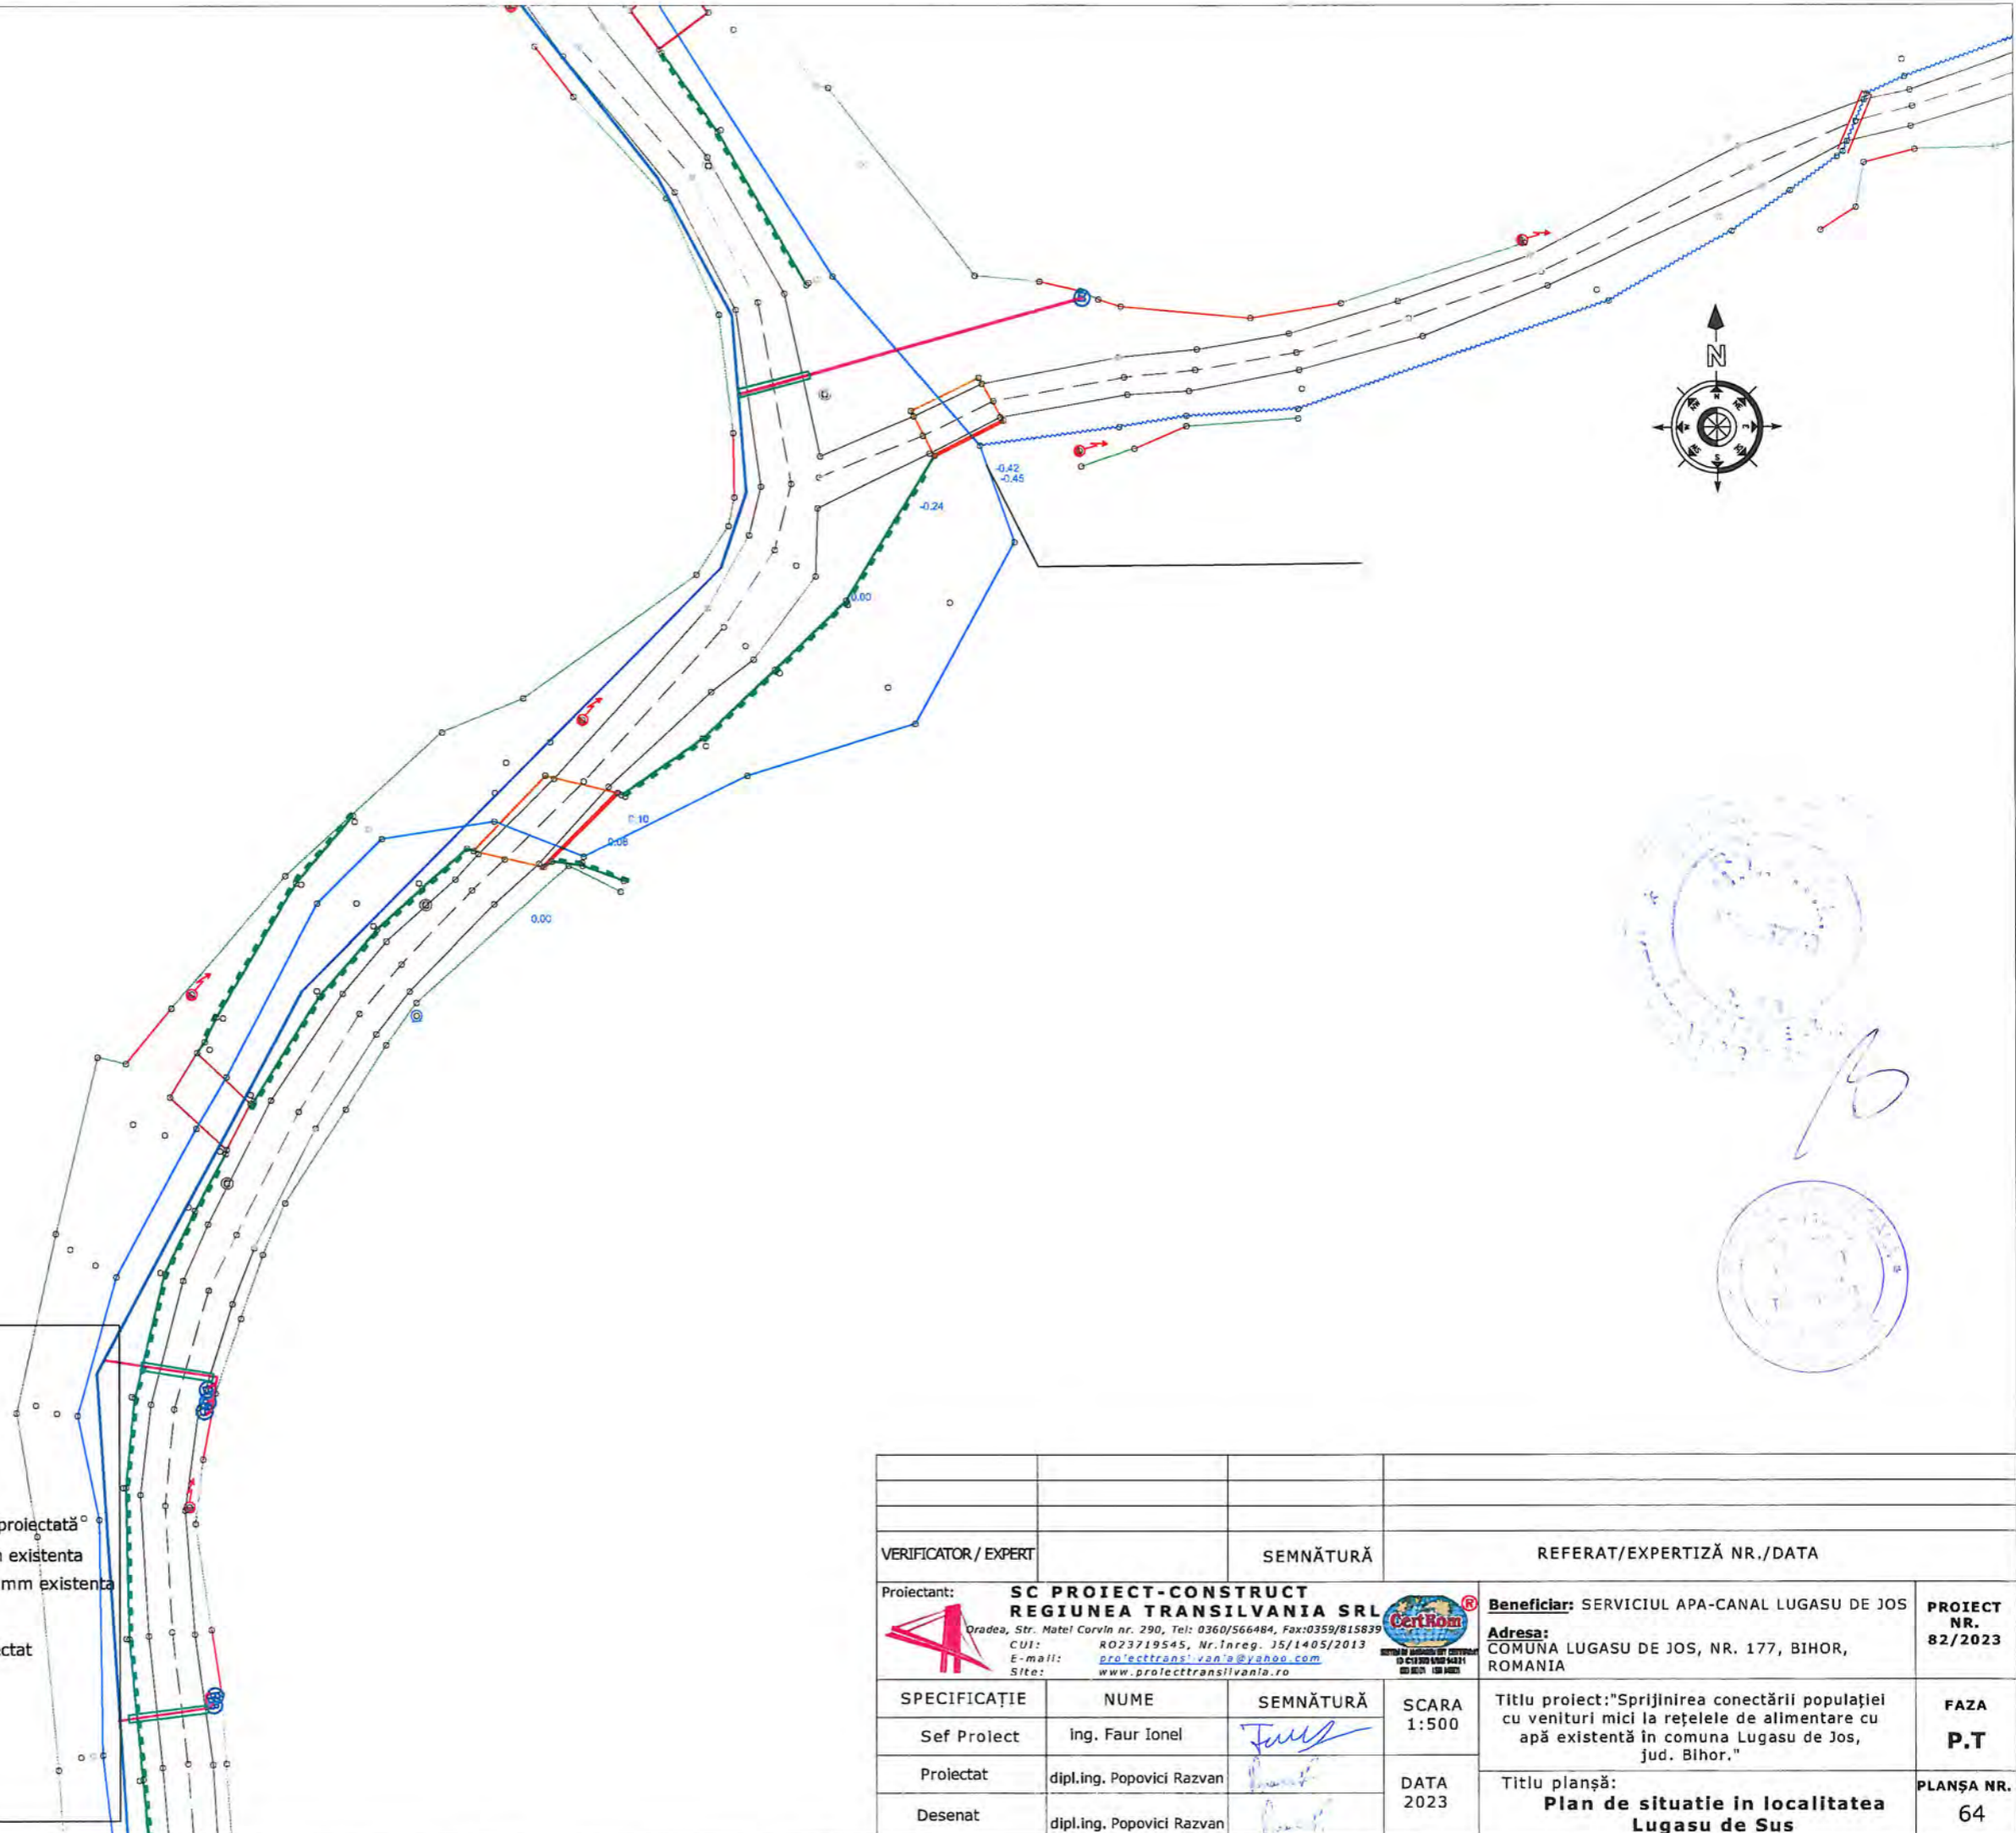 N
-0.42
-0.45
-0.24
0.00
0.10
0.08
0.00
proiectată
existenta
mm existenta
ctat
VERIFICATOR / EXPERT
SEMNĂTURĂ
REFERAT/EXPERTIZĂ NR./DATA
Proiectant:
SC PROIECT-CONSTRUCT
REGIUNEA TRANSILVANIA SRL
Oradea, Str. Matei Corvin nr. 290, Tel: 0360/566484, Fax:0359/815839
CUI: RO23719545, Nr.Inreg. J5/1405/2013
E-mail:
Site: www.proiecttransilvania.ro
CertRom
®
Beneficiar: SERVICIUL APA-CANAL LUGASU DE JOS
Adresa:
COMUNA LUGASU DE JOS, NR. 177, BIHOR,
ROMANIA
PROIECT
NR.
82/2023
SPECIFICAȚIE
NUME
SEMNĂTURĂ
SCARA
1:500
Titlu proiect:"Sprijinirea conectării populației
cu venituri mici la rețelele de alimentare cu
apă existentă în comuna Lugasu de Jos,
jud. Bihor."
FAZA
P.T
Sef Proiect
ing. Faur Ionel
Proiectat
dipl.ing. Popovici Razvan
DATA
2023
Titlu planșă:
Plan de situatie in localitatea
Lugasu de Sus
PLANȘA NR.
64
Desenat
dipl.ing. Popovici Razvan